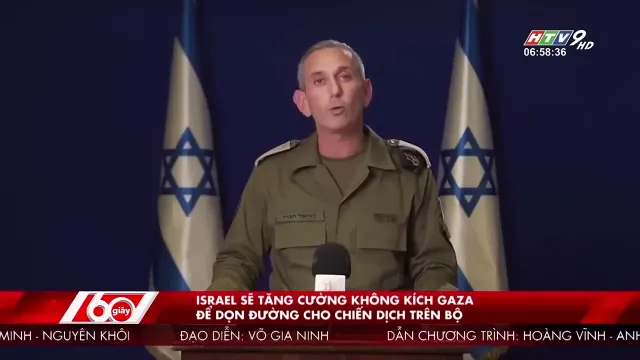 HTV9 HD
06:58:36
60 giây
ISRAEL SẼ TĂNG CƯỜNG KHÔNG KÍCH GAZA
ĐỂ DỌN ĐƯỜNG CHO CHIẾN DỊCH TRÊN BỘ
MINH - NGUYÊN KHÔI ĐẠO DIỄN: VÕ GIA NINH DẪN CHƯƠNG TRÌNH: HOÀNG VĨNH - ANH